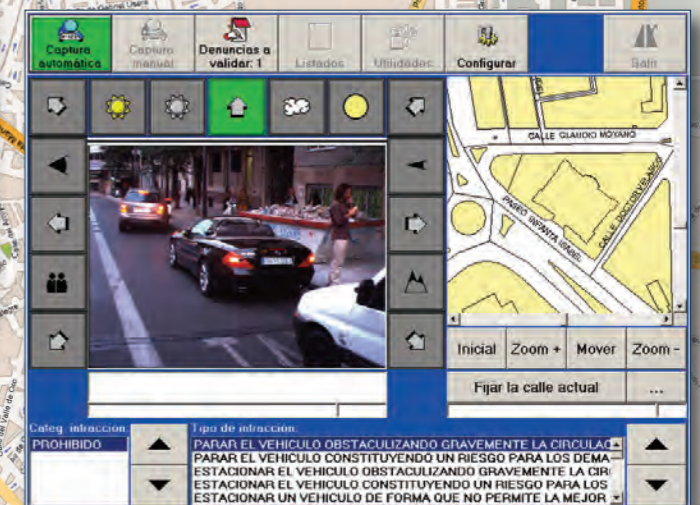 Captura automática
Captura manual
Denuncias a validar: 1
Listados
Utilidades
Configurar
Salir
CALLE CLAUDIO MOYANO
PASEO INFANTA ISABEL
CALLE DOCTOR VELASCO
Inicial
Zoom +
Mover
Zoom -
Fijar la calle actual
...
Categ. infracción:
Tipo de infracción:
PROHIBIDO
PARAR EL VEHICULO OBSTACULIZANDO GRAVEMENTE LA CIRCULAC
PARAR EL VEHICULO CONSTITUYENDO UN RIESGO PARA LOS DEMA
ESTACIONAR EL VEHICULO OBSTACULIZANDO GRAVEMENTE LA CIR
ESTACIONAR EL VEHICULO CONSTITUYENDO UN RIESGO PARA LOS
ESTACIONAR UN VEHICULO DE FORMA QUE NO PERMITE LA MEJOR